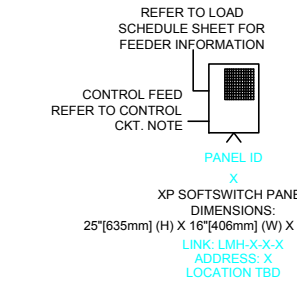 REFER TO LOAD
SCHEDULE SHEET FOR
FEEDER INFORMATION
CONTROL FEED
REFER TO CONTROL
CKT. NOTE
PANEL ID
X
XP SOFTSWITCH PANE
DIMENSIONS:
25"[635mm] (H) X 16"[406mm] (W) X
LINK: LMH-X-X-X
ADDRESS: X
LOCATION TBD